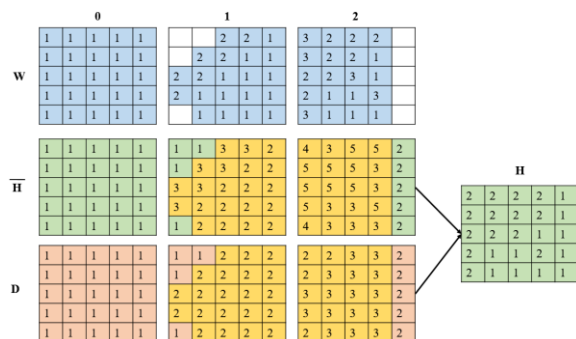 0 1 2
1 1 1 1 1 2 2 1 3 2 2 2
1 1 1 1 1 2 2 1 1 3 2 2 1
W
1 1 1 1 1 2 2 1 1 1 2 2 3 1
1 1 1 1 1 2 1 1 1 1 2 1 1 3
1 1 1 1 1 1 1 1 1 3 1 1 1
1 1 1 1 1 1 1 3 3 2 4 3 5 5 2
1 1 1 1 1 1 3 3 2 2 5 5 5 3 2
H̅
1 1 1 1 1 3 3 2 2 2 5 5 5 3 2
1 1 1 1 1 3 2 2 2 2 5 3 3 5 2
1 1 1 1 1 1 2 2 2 2 4 3 3 3 2
1 1 1 1 1 1 1 2 2 2 2 2 3 3 2
1 1 1 1 1 1 2 2 2 2 2 3 3 3 2
D
1 1 1 1 1 2 2 2 2 2 3 3 3 3 2
1 1 1 1 1 2 2 2 2 2 3 3 3 3 2
1 1 1 1 1 1 2 2 2 2 2 3 3 3 2
H
2 2 2 2 1
2 2 2 2 1
2 2 2 1 1
2 1 1 2 1
2 1 1 1 1